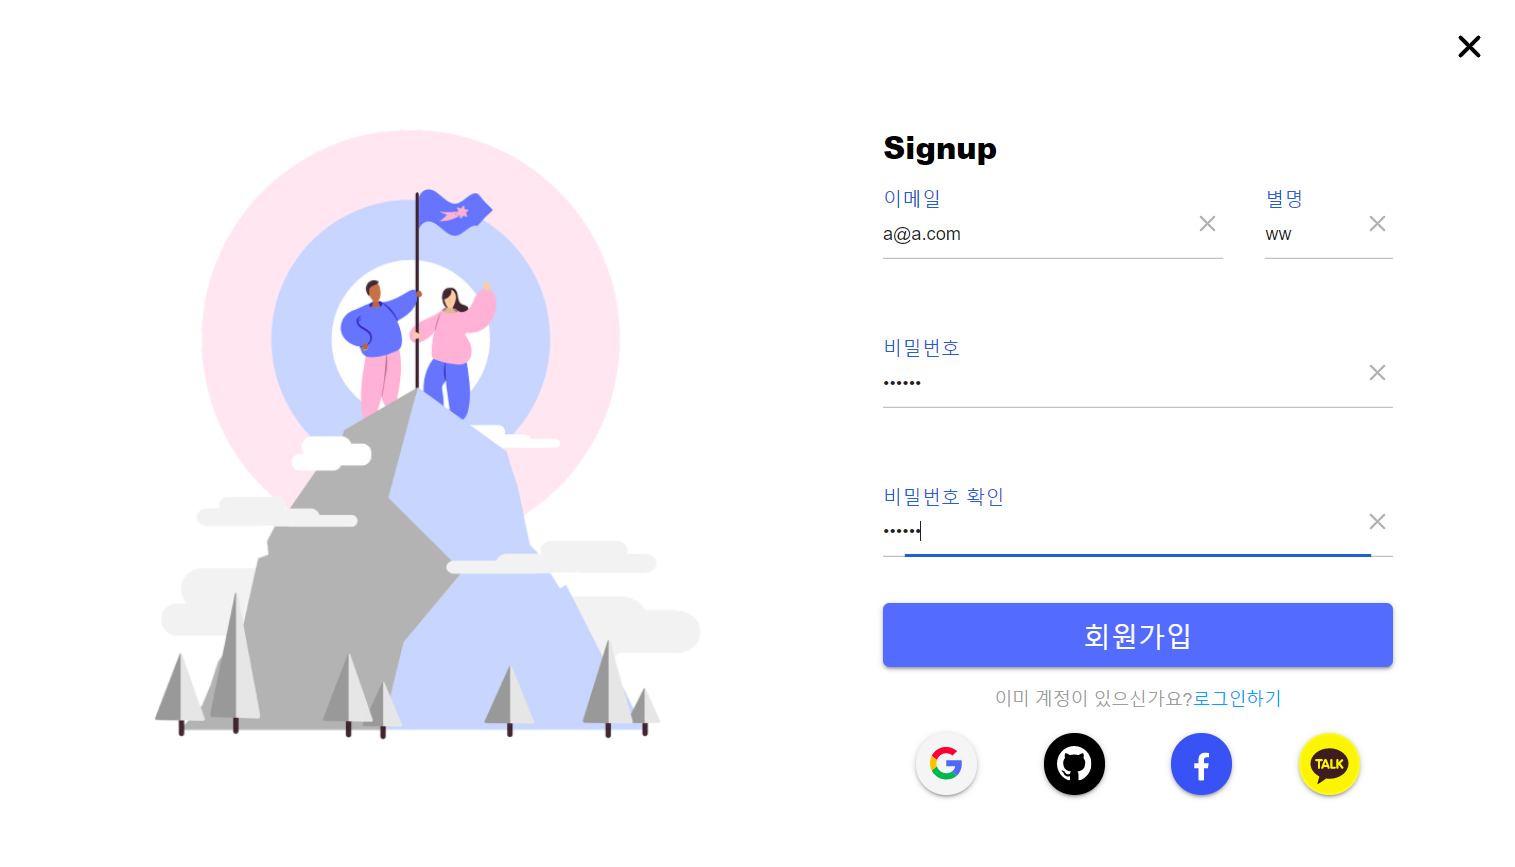 Signup
이메일
별명
a@a.com
ww
비밀번호
••••••
비밀번호 확인
••••••
회원가입
이미 계정이 있으신가요?로그인하기
TALK